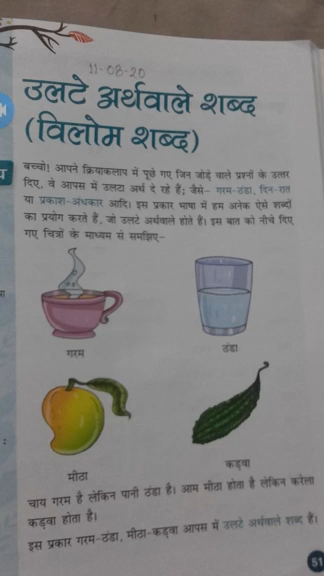 11-08-20
उलटे अर्थवाले शब्द
(विलोम शब्द)
बच्चो! आपने क्रियाकलाप में पूछे गए जिन जोड़े वाले प्रश्नों के उत्तर
दिए, वे आपस में उलटा अर्थ दे रहे हैं; जैसे- गरम-ठंडा, दिन-रात
या प्रकाश-अंधकार आदि। इस प्रकार भाषा में हम अनेक ऐसे शब्दों
का प्रयोग करते हैं, जो उलटे अर्थवाले होते हैं। इस बात को नीचे दिए
गए चित्रों के माध्यम से समझिए-
गरम
ठंडा
मीठा
कड़वा
चाय गरम है लेकिन पानी ठंडा है। आम मीठा होता है लेकिन करेला
कड़वा होता है।
इस प्रकार गरम-ठंडा, मीठा-कड़वा आपस में उलटे अर्थवाले शब्द हैं।
51